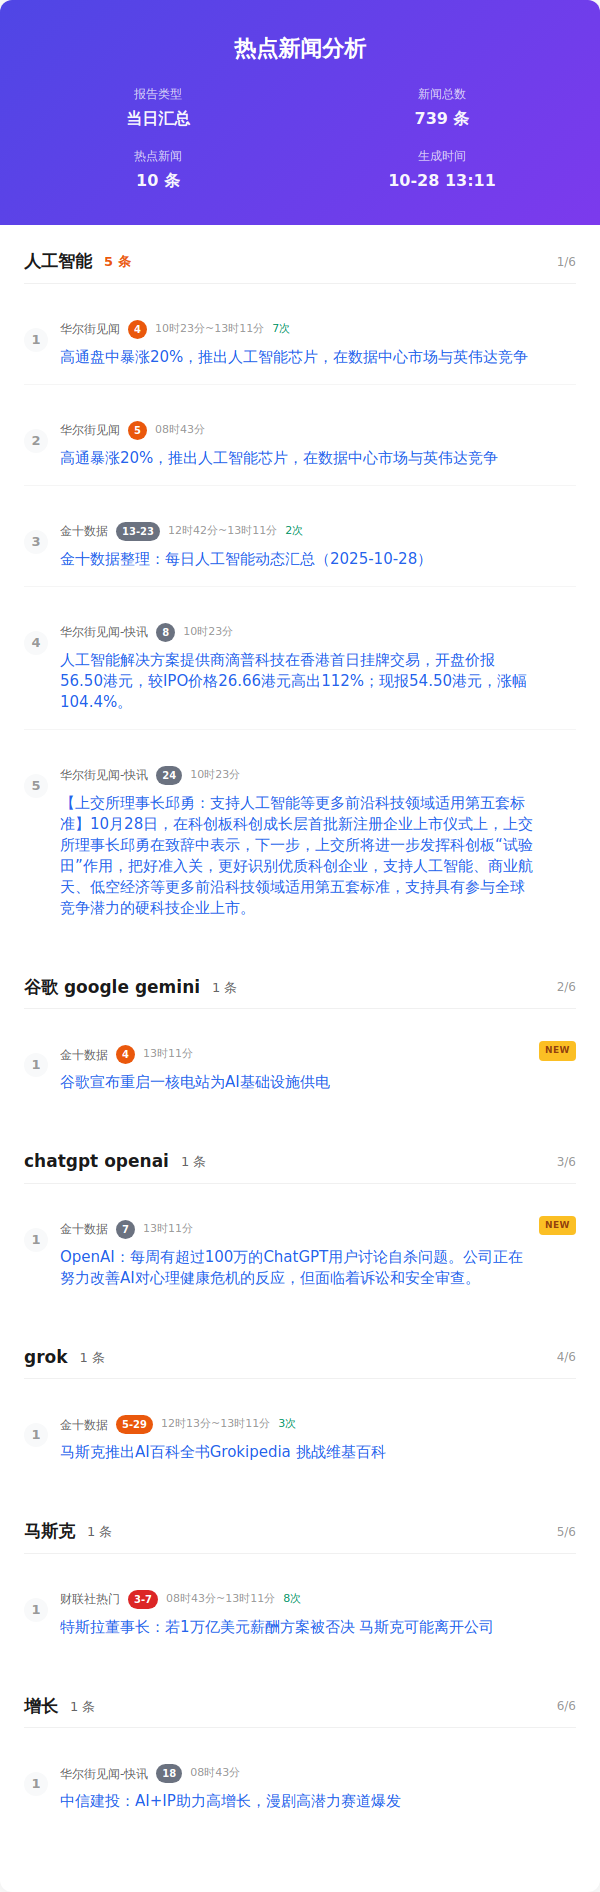 热点新闻分析
报告类型
新闻总数
当日汇总
739 条
热点新闻
生成时间
10 条
10-28 13:11
人工智能 5 条 1/6
1
华尔街见闻 4 10时23分~13时11分 7次
高通盘中暴涨20%，推出人工智能芯片，在数据中心市场与英伟达竞争
2
华尔街见闻 5 08时43分
高通暴涨20%，推出人工智能芯片，在数据中心市场与英伟达竞争
3
金十数据 13-23 12时42分~13时11分 2次
金十数据整理：每日人工智能动态汇总（2025-10-28）
4
华尔街见闻-快讯 8 10时23分
人工智能解决方案提供商滴普科技在香港首日挂牌交易，开盘价报
56.50港元，较IPO价格26.66港元高出112%；现报54.50港元，涨幅
104.4%。
5
华尔街见闻-快讯 24 10时23分
【上交所理事长邱勇：支持人工智能等更多前沿科技领域适用第五套标
准】10月28日，在科创板科创成长层首批新注册企业上市仪式上，上交
所理事长邱勇在致辞中表示，下一步，上交所将进一步发挥科创板“试验
田”作用，把好准入关，更好识别优质科创企业，支持人工智能、商业航
天、低空经济等更多前沿科技领域适用第五套标准，支持具有参与全球
竞争潜力的硬科技企业上市。
谷歌 google gemini 1 条 2/6
1
金十数据 4 13时11分 NEW
谷歌宣布重启一核电站为AI基础设施供电
chatgpt openai 1 条 3/6
1
金十数据 7 13时11分 NEW
OpenAI：每周有超过100万的ChatGPT用户讨论自杀问题。公司正在
努力改善AI对心理健康危机的反应，但面临着诉讼和安全审查。
grok 1 条 4/6
1
金十数据 5-29 12时13分~13时11分 3次
马斯克推出AI百科全书Grokipedia 挑战维基百科
马斯克 1 条 5/6
1
财联社热门 3-7 08时43分~13时11分 8次
特斯拉董事长：若1万亿美元薪酬方案被否决 马斯克可能离开公司
增长 1 条 6/6
1
华尔街见闻-快讯 18 08时43分
中信建投：AI+IP助力高增长，漫剧高潜力赛道爆发